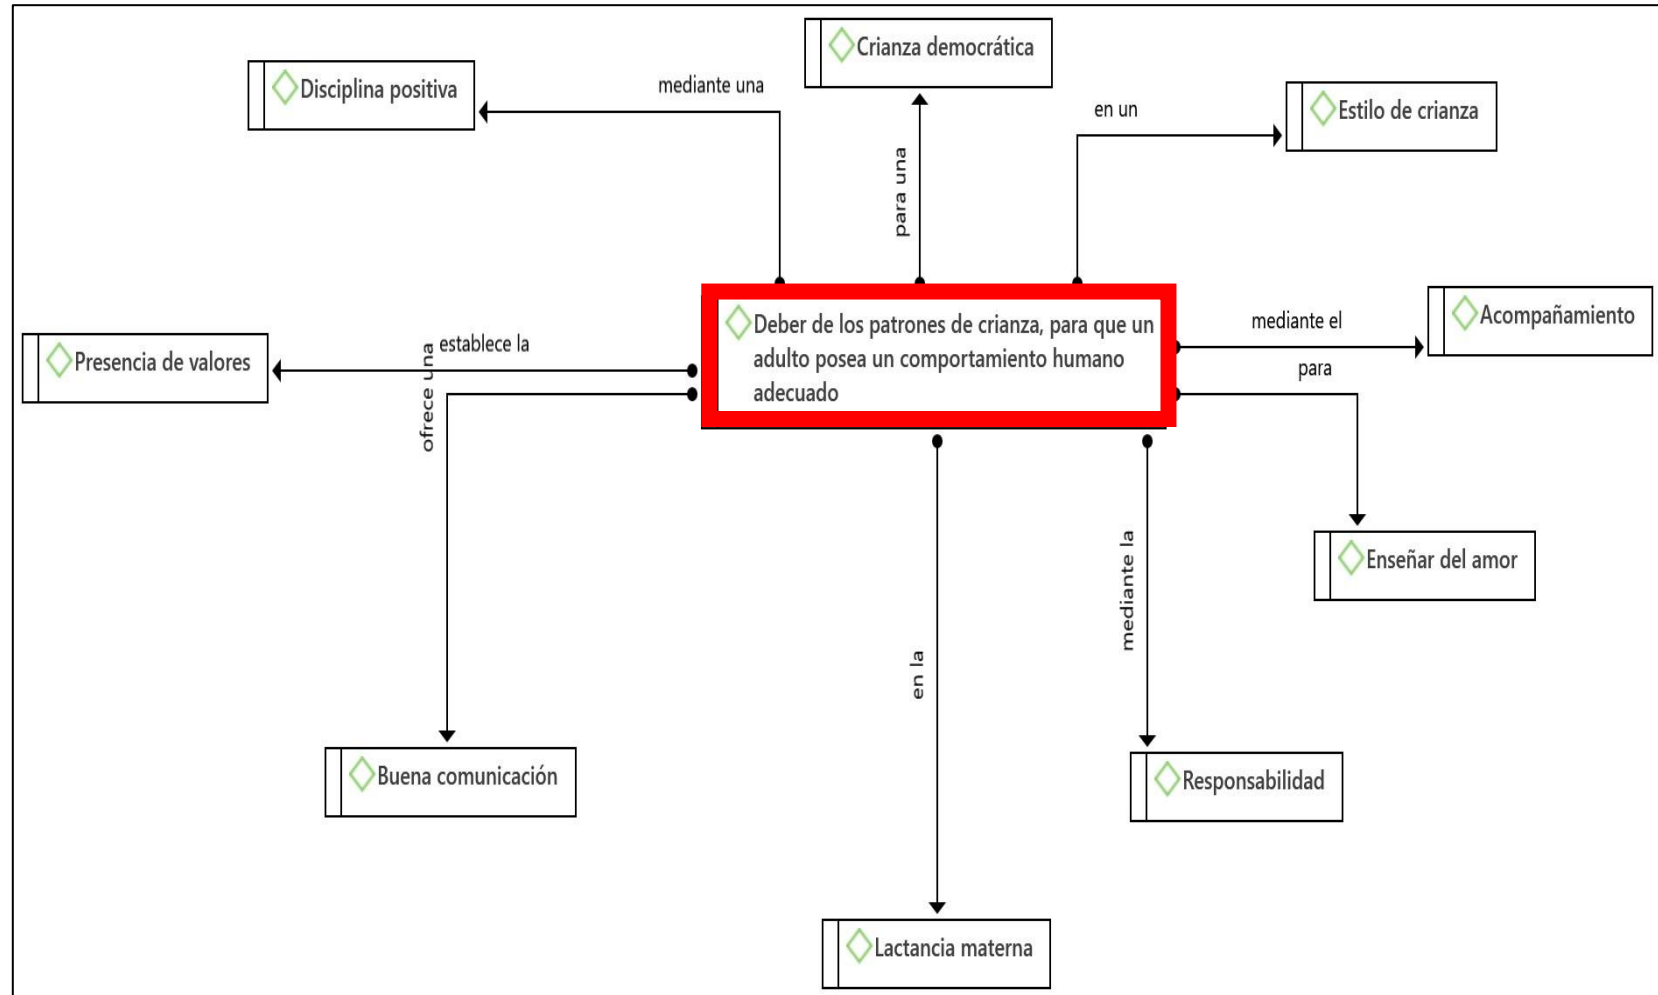 Crianza democrática
Disciplina positiva
mediante una
en un
Estilo de crianza
para una
Deber de los patrones de crianza, para que un
adulto posea un comportamiento humano
adecuado
mediante el
Acompañamiento
para
establece la
Presencia de valores
ofrece una
Enseñar del amor
mediante la
en la
Buena comunicación
Responsabilidad
Lactancia materna